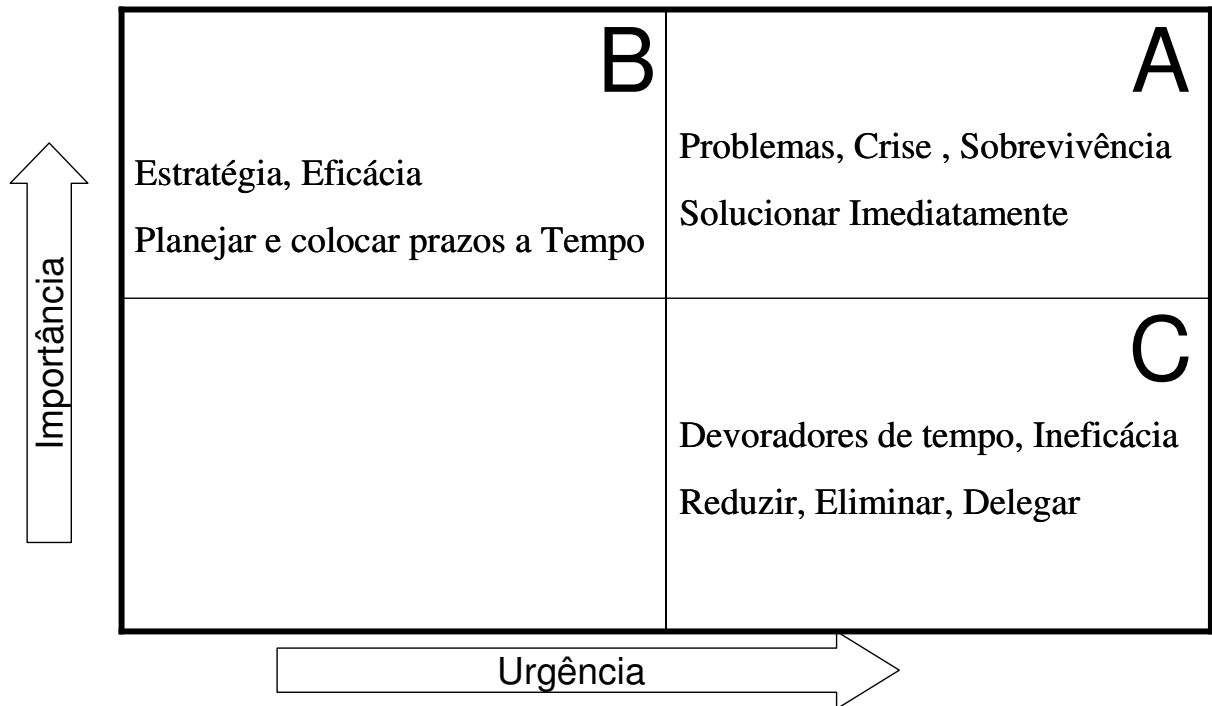 B
Estratégia, Eficácia
Planejar e colocar prazos a Tempo
A
Problemas, Crise , Sobrevivência
Solucionar Imediatamente
C
Devoradores de tempo, Ineficácia
Reduzir, Eliminar, Delegar
Importância
Urgência